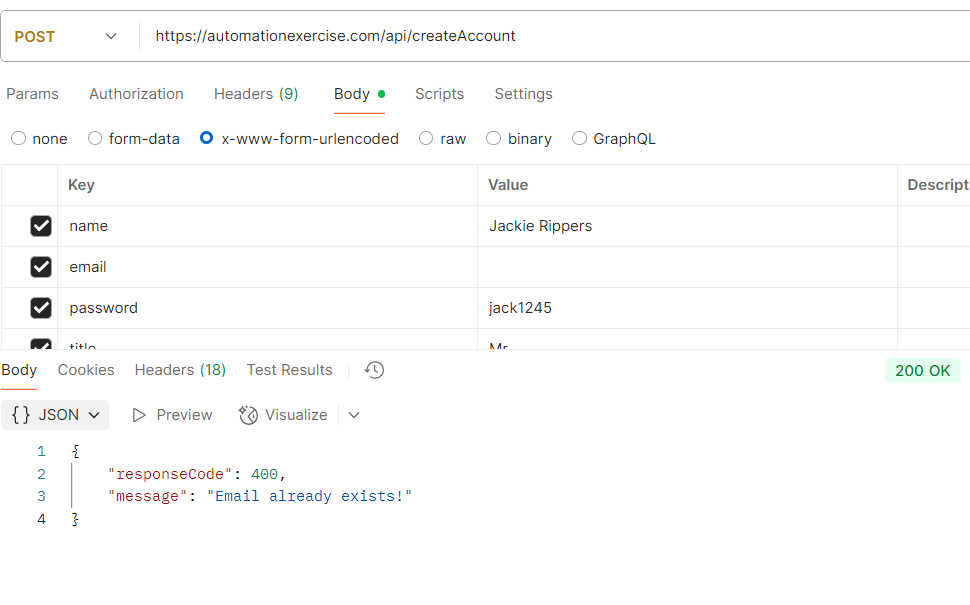 POST https://automationexercise.com/api/createAccount
Params Authorization Headers (9) Body Scripts Settings
none form-data x-www-form-urlencoded raw binary GraphQL
Key Value Descript
name Jackie Rippers
email
password jack1245
title Mr
Body Cookies Headers (18) Test Results 200 OK
{} JSON Preview Visualize
1 {
2 "responseCode": 400,
3 "message": "Email already exists!"
4 }